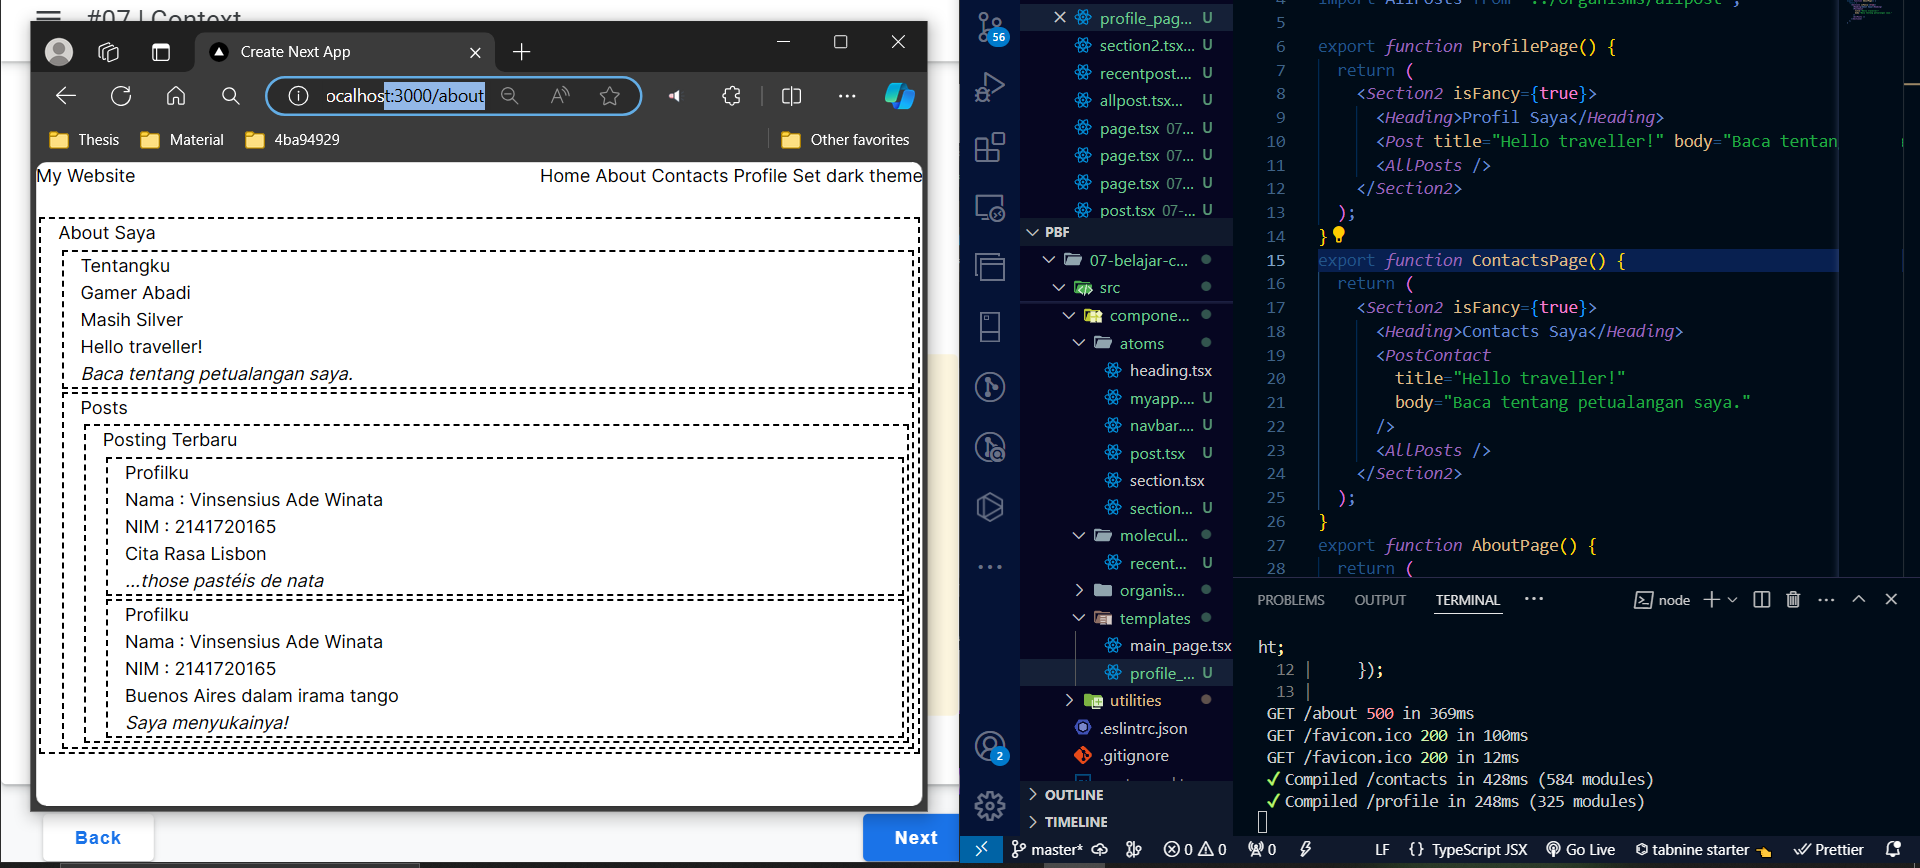 #07 | Context
Create Next App
ocalhost:3000/about
Thesis Material 4ba94929 Other favorites
My Website Home About Contacts Profile Set dark theme
About Saya
Tentangku
Gamer Abadi
Masih Silver
Hello traveller!
Baca tentang petualangan saya.
Posts
Posting Terbaru
Profilku
Nama : Vinsensius Ade Winata
NIM : 2141720165
Cita Rasa Lisbon
...those pastéis de nata
Profilku
Nama : Vinsensius Ade Winata
NIM : 2141720165
Buenos Aires dalam irama tango
Saya menyukainya!
Back Next
56
2
profile_pag... U
section2.tsx... U
recentpost.... U
allpost.tsx... U
page.tsx 07... U
page.tsx 07... U
page.tsx 07... U
post.tsx 07-... U
PBF
07-belajar-c...
src
compone...
atoms
heading.tsx
myapp.... U
navbar.... U
post.tsx U
section.tsx
section... U
molecul...
recent... U
organis...
templates
main_page.tsx
profile_... U
utilities
.eslintrc.json
.gitignore
OUTLINE
TIMELINE
4 import AllPosts from "../organisms/allpost";
5
6 export function ProfilePage() {
7 return (
8 <Section2 isFancy={true}>
9 <Heading>Profil Saya</Heading>
10 <Post title="Hello traveller!" body="Baca tentan
11 <AllPosts />
12 </Section2>
13 );
14 }
15 export function ContactsPage() {
16 return (
17 <Section2 isFancy={true}>
18 <Heading>Contacts Saya</Heading>
19 <PostContact
20 title="Hello traveller!"
21 body="Baca tentang petualangan saya."
22 />
23 <AllPosts />
24 </Section2>
25 );
26 }
27 export function AboutPage() {
28 return (
PROBLEMS OUTPUT TERMINAL ... node
ht;
12 | });
13 |
GET /about 500 in 369ms
GET /favicon.ico 200 in 100ms
GET /favicon.ico 200 in 12ms
✓ Compiled /contacts in 428ms (584 modules)
✓ Compiled /profile in 248ms (325 modules)
master* 0 0 0 LF {} TypeScript JSX Go Live tabnine starter Prettier